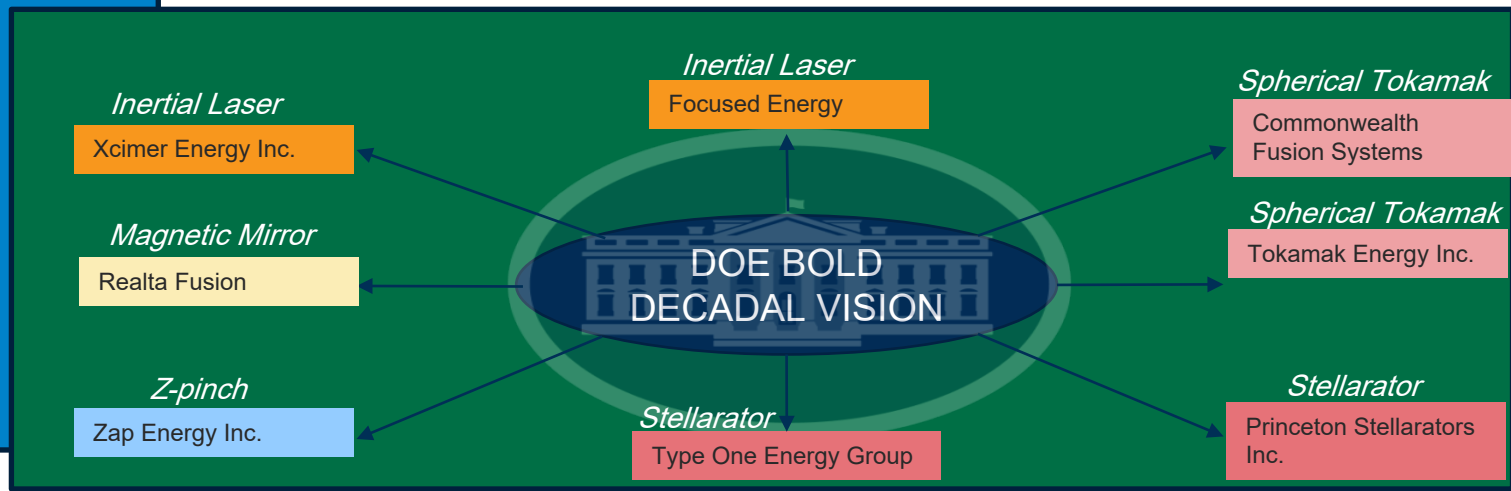 Inertial Laser
Focused Energy
Inertial Laser
Xcimer Energy Inc.
Spherical Tokamak
Commonwealth
Fusion Systems
Magnetic Mirror
Realta Fusion
Spherical Tokamak
Tokamak Energy Inc.
DOE BOLD
DECADAL VISION
Z-pinch
Zap Energy Inc.
Stellarator
Type One Energy Group
Stellarator
Princeton Stellarators
Inc.